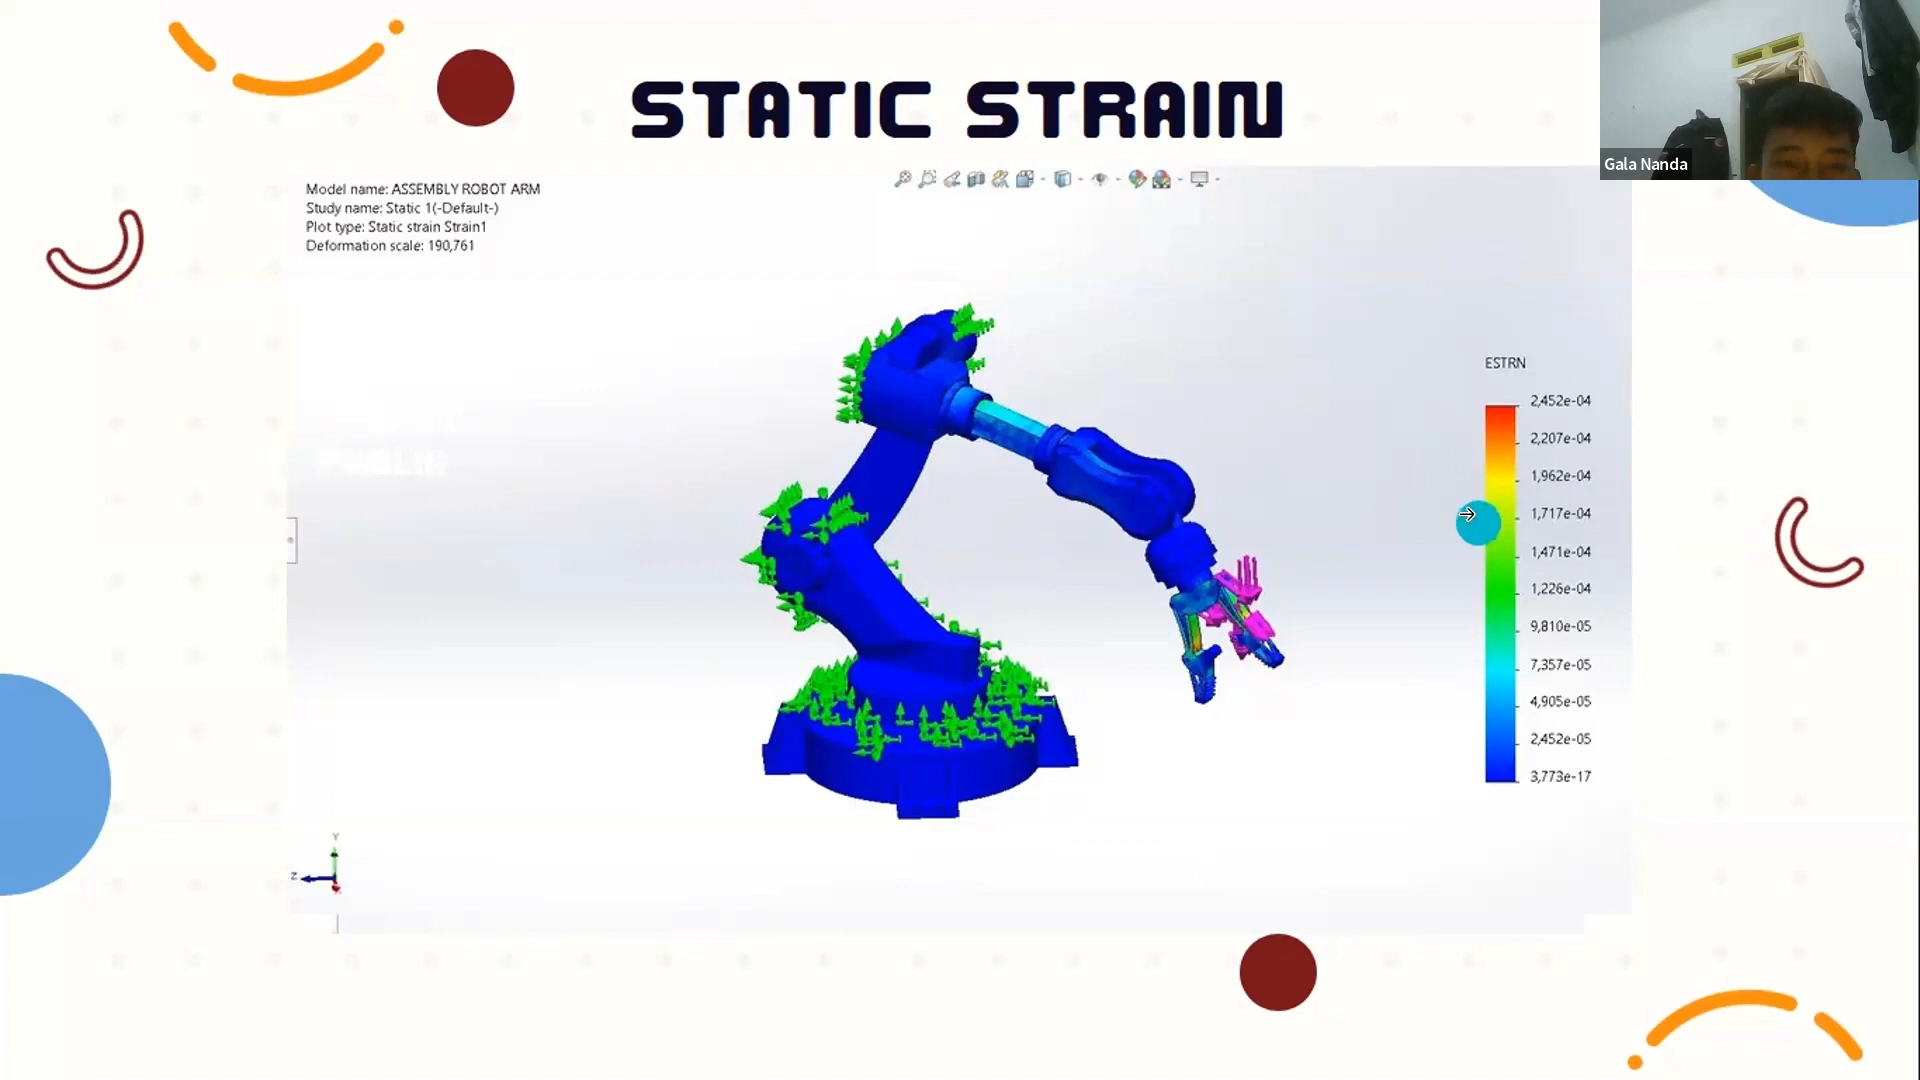 STATIC STRAIN
Gala Nanda
Model name: ASSEMBLY ROBOT ARM
Study name: Static 1(-Default-)
Plot type: Static strain Strain1
Deformation scale: 190,761
ESTRN
2,452e-04
2,207e-04
1,962e-04
1,717e-04
1,471e-04
1,226e-04
9,810e-05
7,357e-05
4,905e-05
2,452e-05
3,773e-17
Y
Z